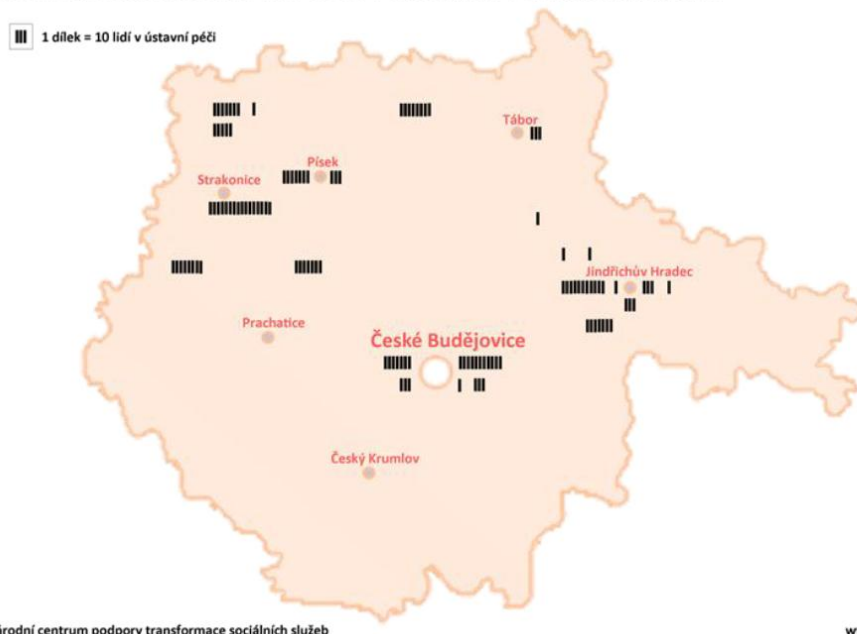 1 dílek = 10 lidí v ústavní péči
Tábor
Písek
Strakonice
Jindřichův Hradec
Prachatice
České Budějovice
Český Krumlov
centrum podpory transformace sociálních služeb